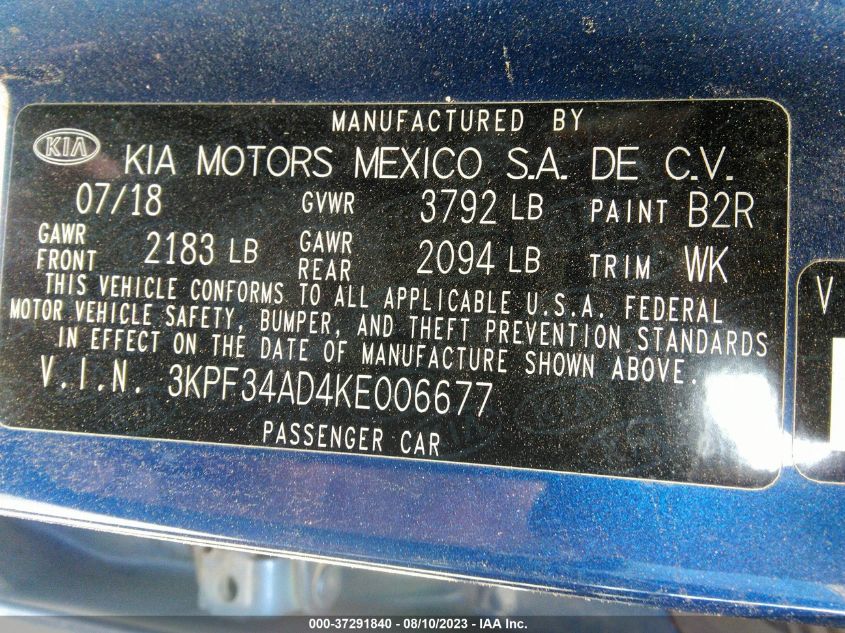 MANUFACTURED BY
KIA KIA MOTORS MEXICO S.A. DE C.V.
07/18 GVWR 3792 LB PAINT B2R
GAWR FRONT 2183 LB GAWR REAR 2094 LB TRIM WK
THIS VEHICLE CONFORMS TO ALL APPLICABLE U.S.A. FEDERAL
MOTOR VEHICLE SAFETY, BUMPER, AND THEFT PREVENTION STANDARDS
IN EFFECT ON THE DATE OF MANUFACTURE SHOWN ABOVE.
V.I.N. 3KPF34AD4KE006677
PASSENGER CAR
V
000-37291840 - 08/10/2023 - IAA Inc.